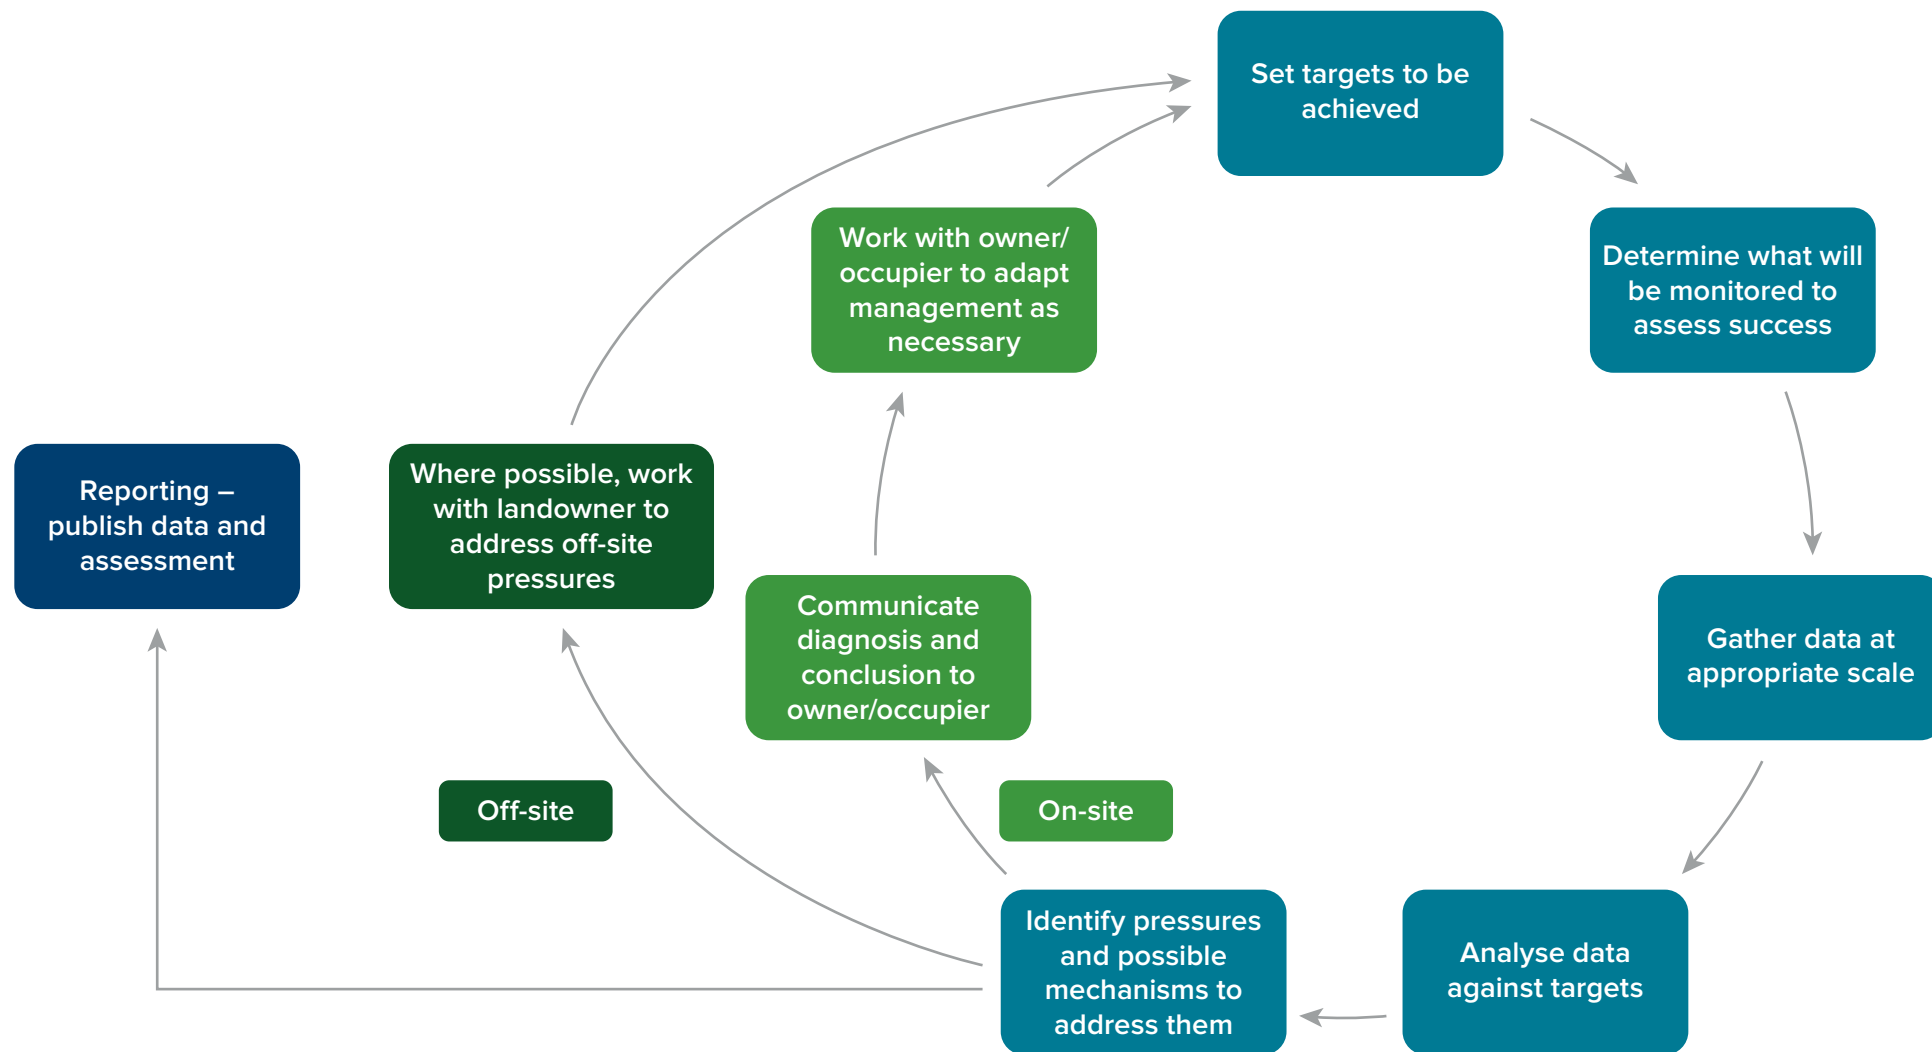 Set targets to be
achieved
Determine what will
be monitored to
assess success
Gather data at
appropriate scale
Analyse data
against targets
Identify pressures
and possible
mechanisms to
address them
On-site
Communicate
diagnosis and
conclusion to
owner/occupier
Work with owner/
occupier to adapt
management as
necessary
Off-site
Where possible, work
with landowner to
address off-site
pressures
Reporting –
publish data and
assessment